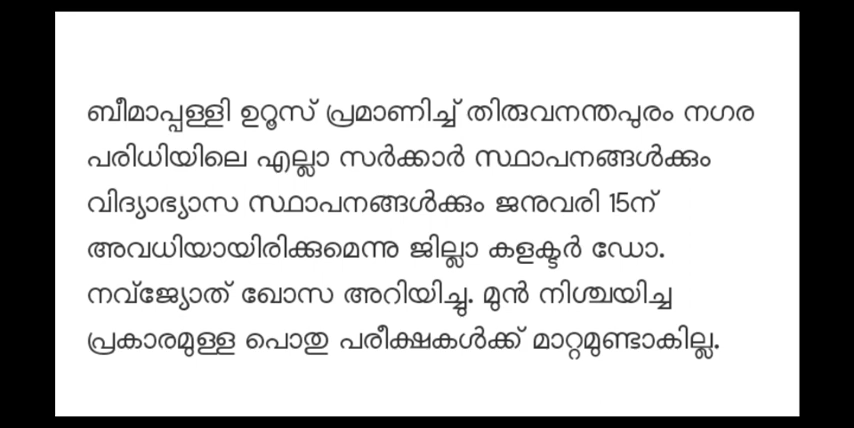 ബീമാപ്പള്ളി ഉറൂസ് പ്രമാണിച്ച് തിരുവനന്തപുരം നഗര
പരിധിയിലെ എല്ലാ സർക്കാർ സ്ഥാപനങ്ങൾക്കും
വിദ്യാഭ്യാസ സ്ഥാപനങ്ങൾക്കും ജനുവരി 15ന്
അവധിയായിരിക്കുമെന്നു ജില്ലാ കളക്ടർ ഡോ.
നവ്ജ്യോത് ഖോസ അറിയിച്ചു. മുൻ നിശ്ചയിച്ച
പ്രകാരമുള്ള പൊതു പരീക്ഷകൾക്ക് മാറ്റമുണ്ടാകില്ല.